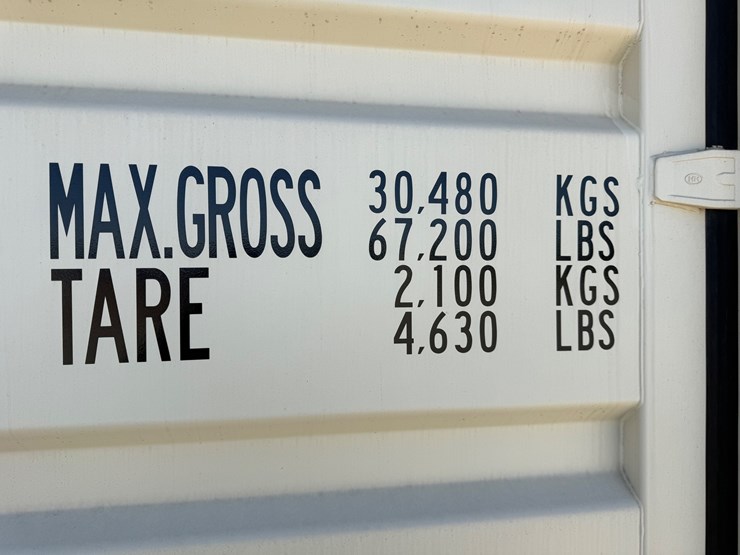 MAX.GROSS 30,480 KGS
67,200 LBS
TARE 2,100 KGS
4,630 LBS